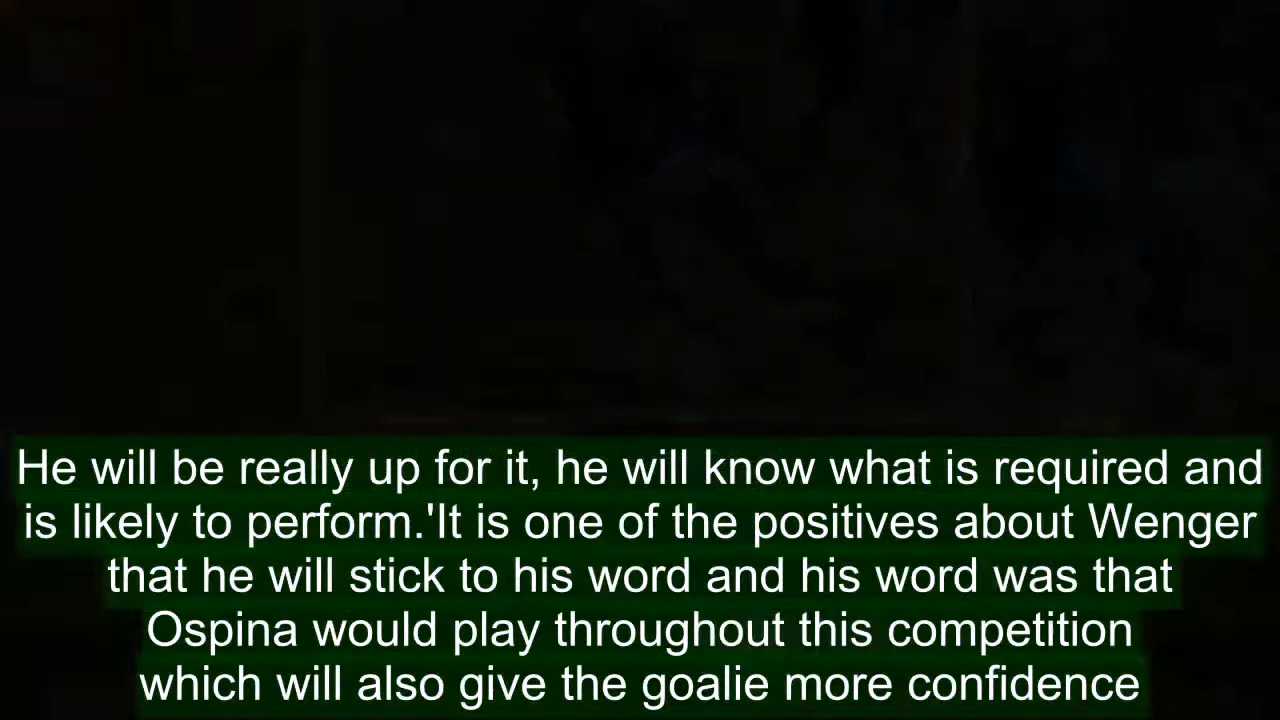 He will be really up for it, he will know what is required and
is likely to perform.'It is one of the positives about Wenger
that he will stick to his word and his word was that
Ospina would play throughout this competition
which will also give the goalie more confidence